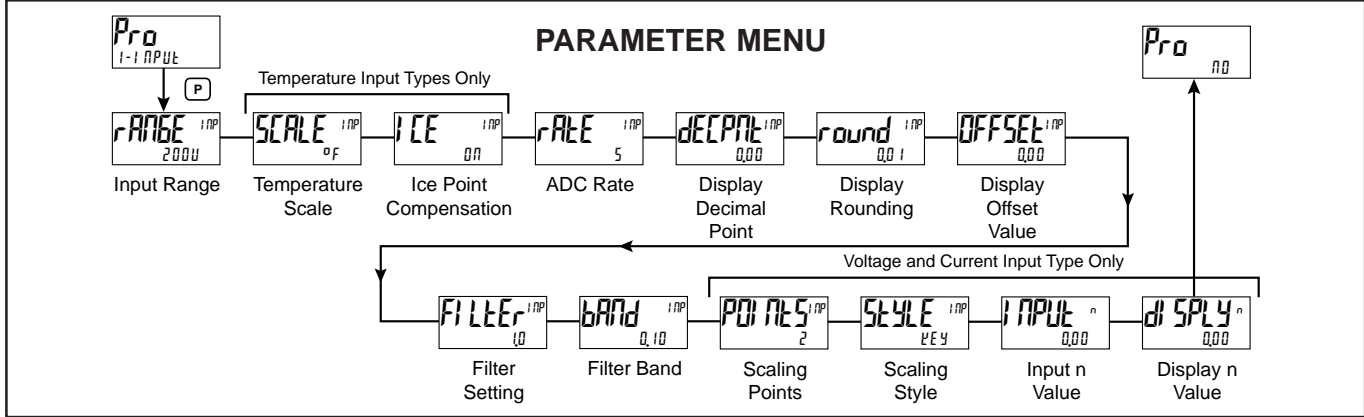 PARAMETER MENU
Pro
1-INPUt
Pro
NO
P
Temperature Input Types Only
rANGE INP
200U
SCALE INP
°F
ICE INP
ON
rAtE INP
5
dECPNt INP
0.00
round INP
0.01
OFFSEt INP
0.00
Input Range
Temperature
Scale
Ice Point
Compensation
ADC Rate
Display
Decimal
Point
Display
Rounding
Display
Offset
Value
Voltage and Current Input Type Only
FILtEr INP
1.0
bANd INP
0.10
POINtS INP
2
StYLE INP
KEY
INPUt n
0.00
dISPLY n
0.00
Filter
Setting
Filter Band
Scaling
Points
Scaling
Style
Input n
Value
Display n
Value